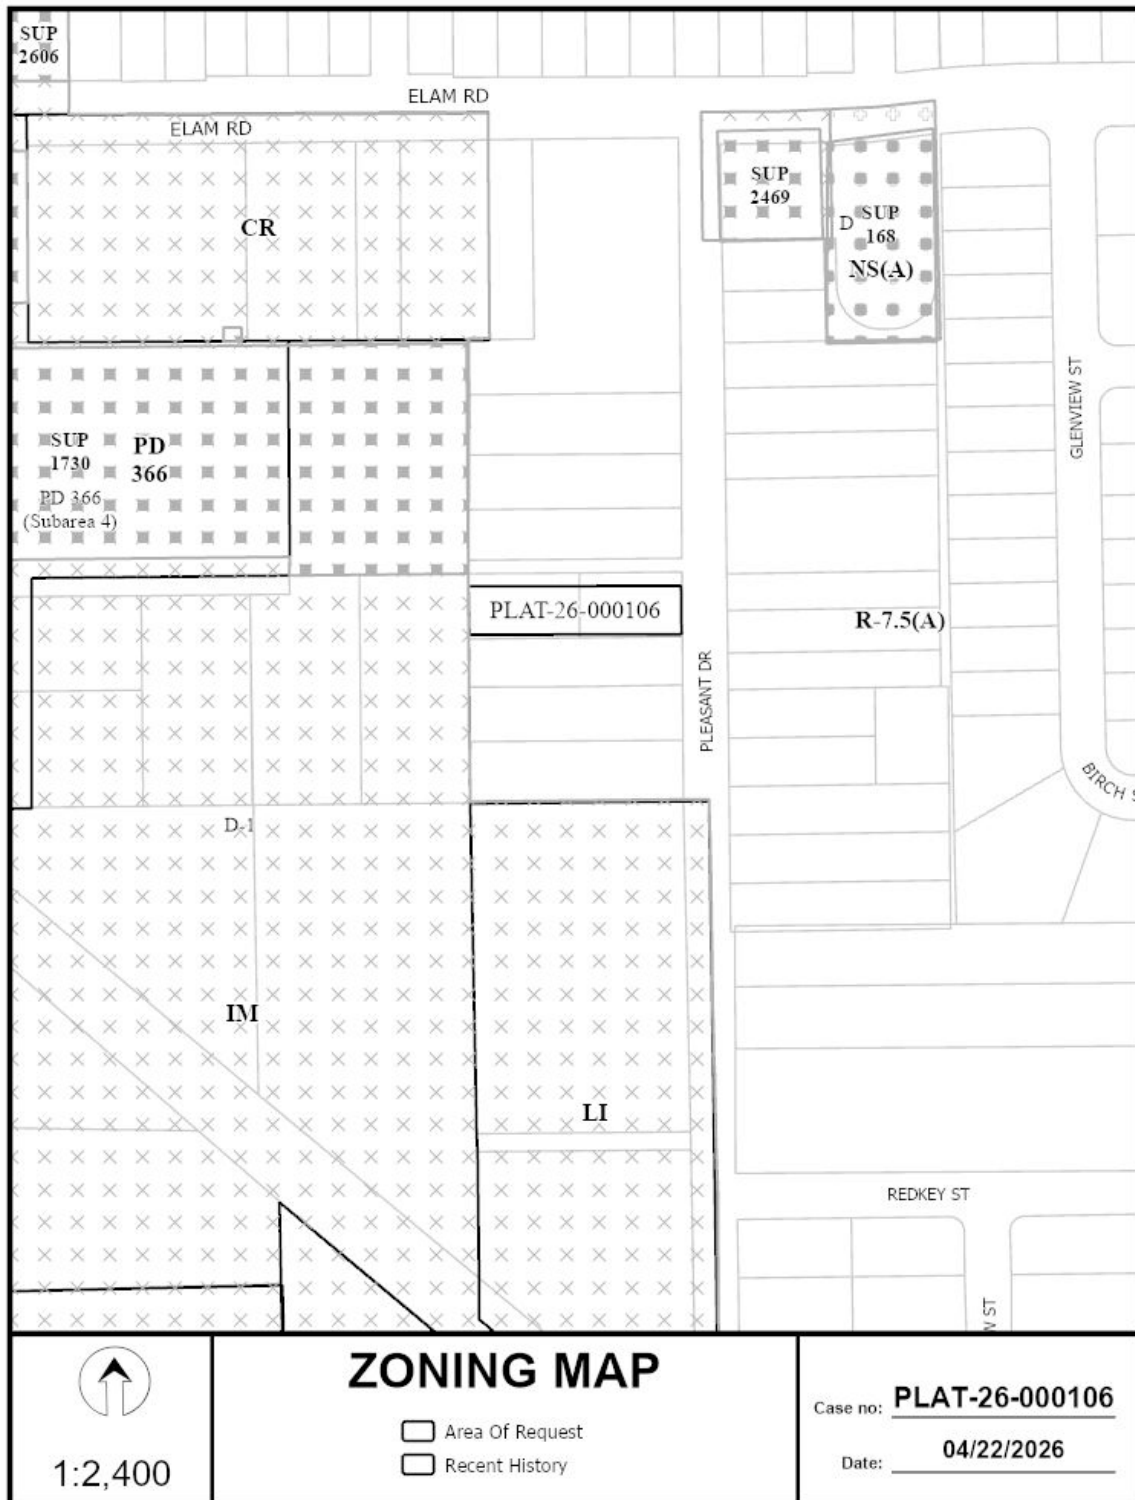 SUP
2606
ELAM RD
ELAM RD
CR
SUP
2469
D
SUP
168
NS(A)
GLENVIEW ST
SUP
1730
PD
366
PD 366
(Subarea 4)
PLAT-26-000106
R-7.5(A)
PLEASANT DR
BIRCH S
D-1
IM
LI
REDKEY ST
W ST
1:2,400
ZONING MAP
Area Of Request
Recent History
Case no: PLAT-26-000106
Date: 04/22/2026